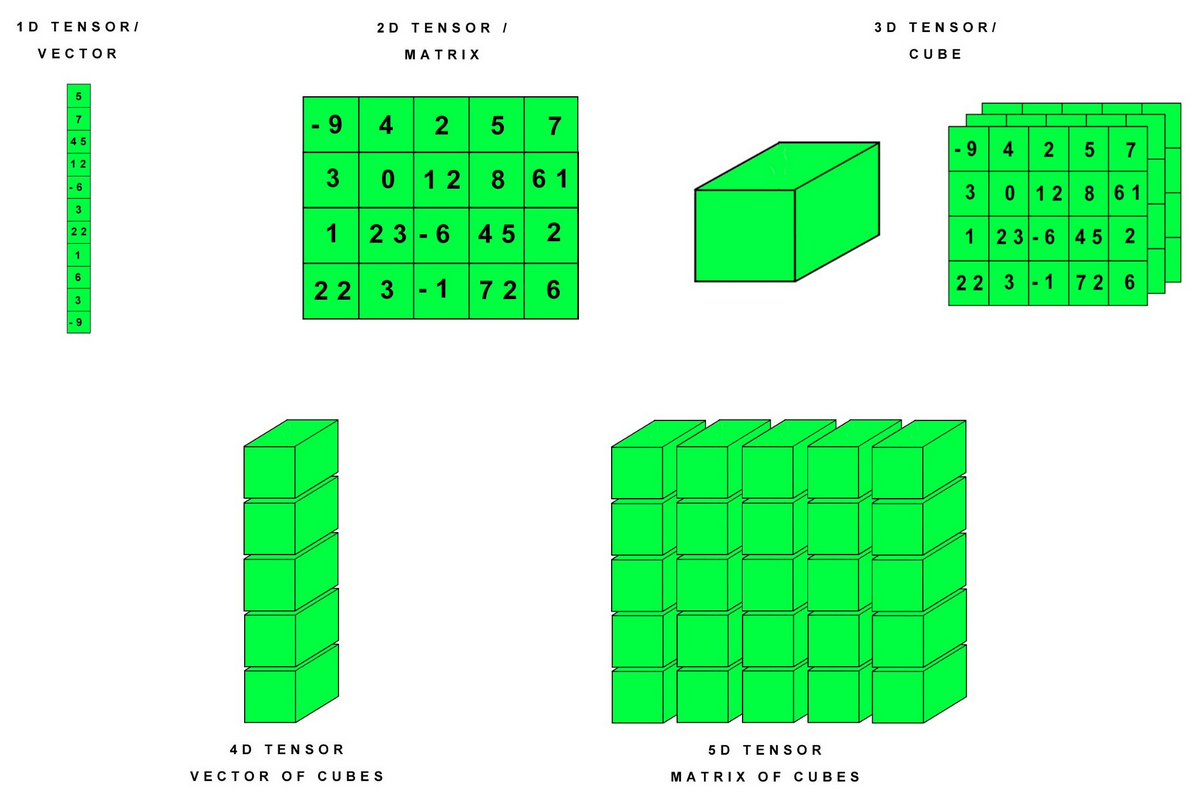 1D TENSOR/
VECTOR
5
7
45
12
-6
3
22
1
6
3
-9
2D TENSOR /
MATRIX
-9 4 2 5 7
3 0 12 8 61
1 23 -6 45 2
22 3 -1 72 6
3D TENSOR/
CUBE
-9 4 2 5 7
3 0 12 8 61
1 23 -6 45 2
22 3 -1 72 6
4D TENSOR
VECTOR OF CUBES
5D TENSOR
MATRIX OF CUBES